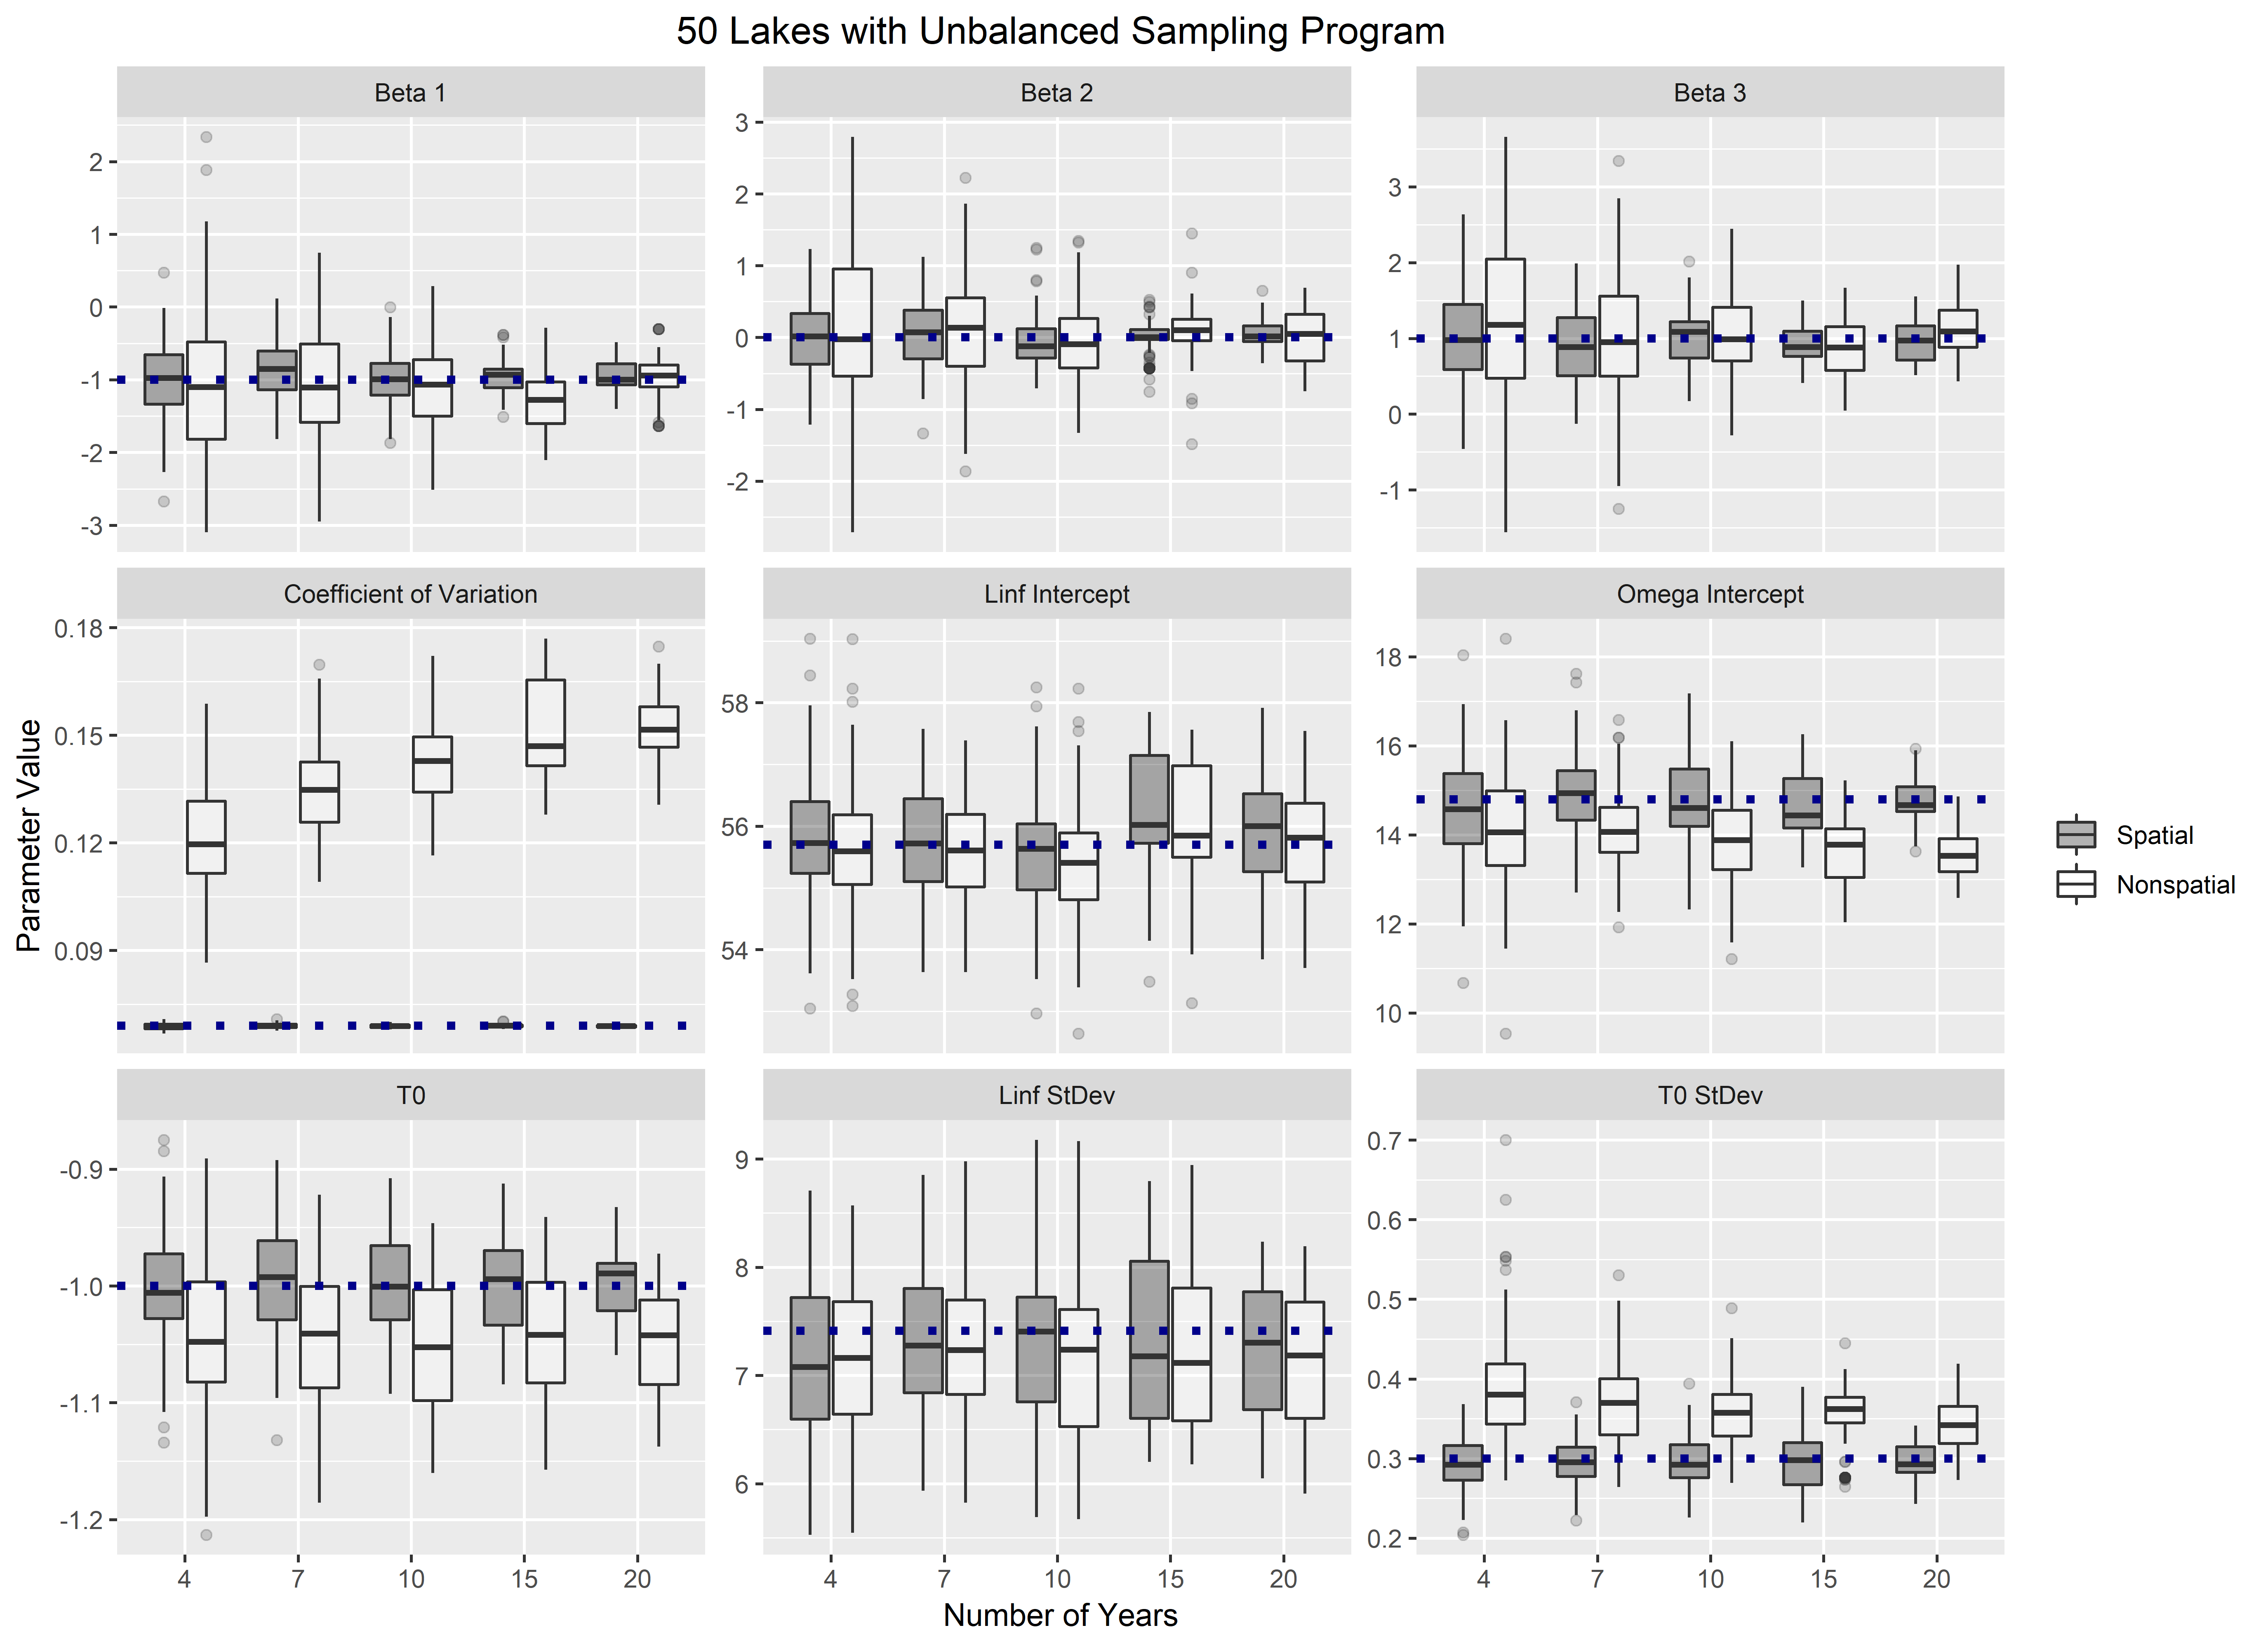 50 Lakes with Unbalanced Sampling Program
Beta 1
Beta 2
Beta 3
2
1
0
-1
-2
-3
3
2
1
0
-1
-2
3
2
1
0
-1
Coefficient of Variation
Linf Intercept
Omega Intercept
0.18
0.15
0.12
0.09
58
56
54
18
16
14
12
10
T0
Linf StDev
T0 StDev
-0.9
-1.0
-1.1
-1.2
9
8
7
6
0.7
0.6
0.5
0.4
0.3
0.2
4 7 10 15 20
4 7 10 15 20
4 7 10 15 20
Parameter Value
Number of Years
Spatial
Nonspatial